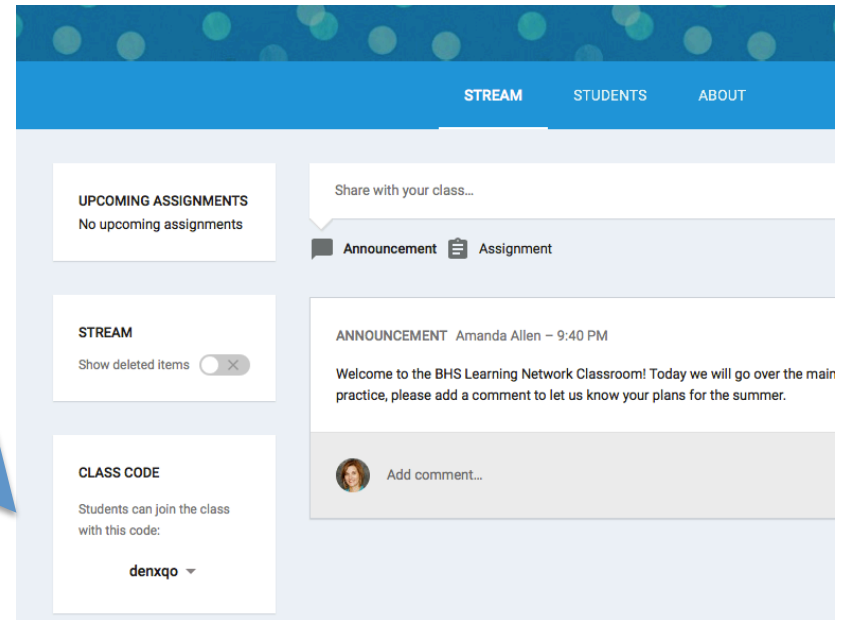 STREAM STUDENTS ABOUT
UPCOMING ASSIGNMENTS
No upcoming assignments
Share with your class...
Announcement Assignment
STREAM
Show deleted items
ANNOUNCEMENT Amanda Allen – 9:40 PM
Welcome to the BHS Learning Network Classroom! Today we will go over the main
practice, please add a comment to let us know your plans for the summer.
Add comment...
CLASS CODE
Students can join the class
with this code:
denxqo